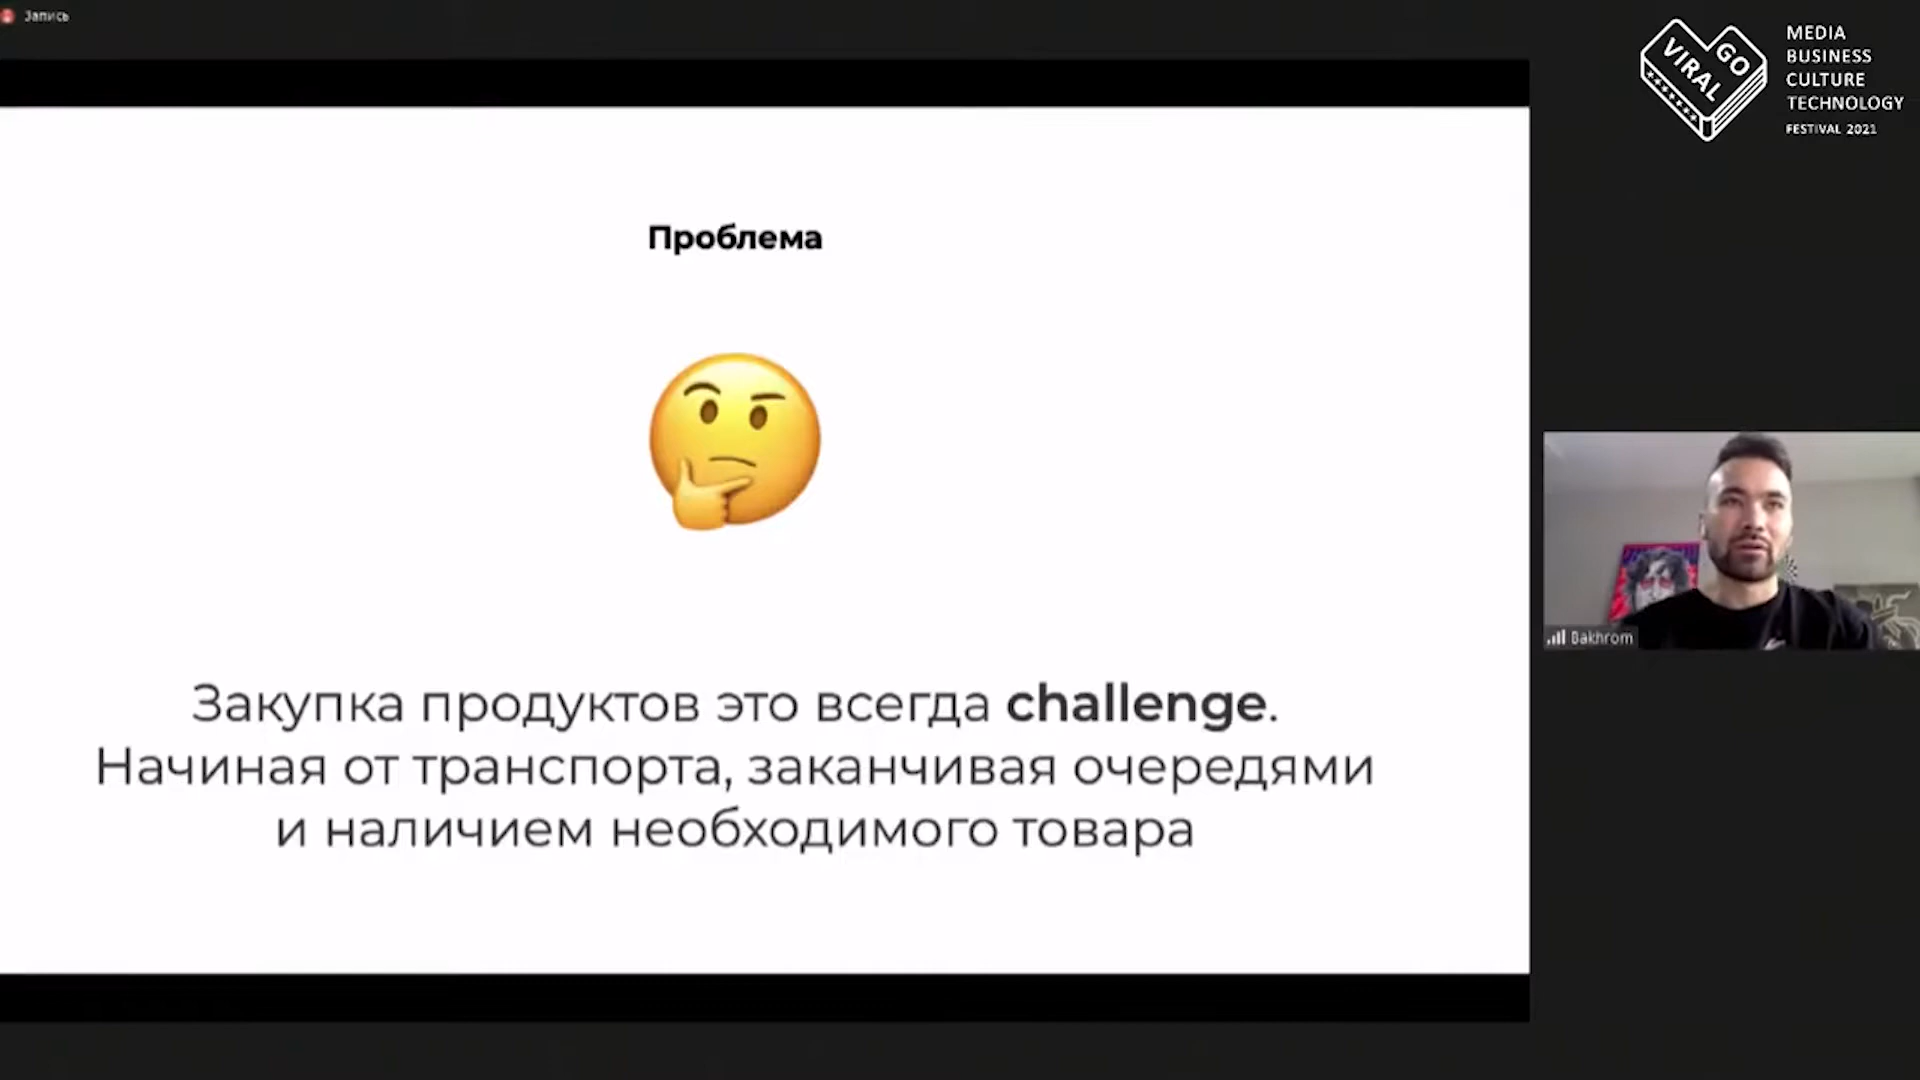 Запись
VIRAL
GO
MEDIA
BUSINESS
CULTURE
TECHNOLOGY
FESTIVAL 2021
Проблема
Закупка продуктов это всегда challenge.
Начиная от транспорта, заканчивая очередями
и наличием необходимого товара
Bakhrom